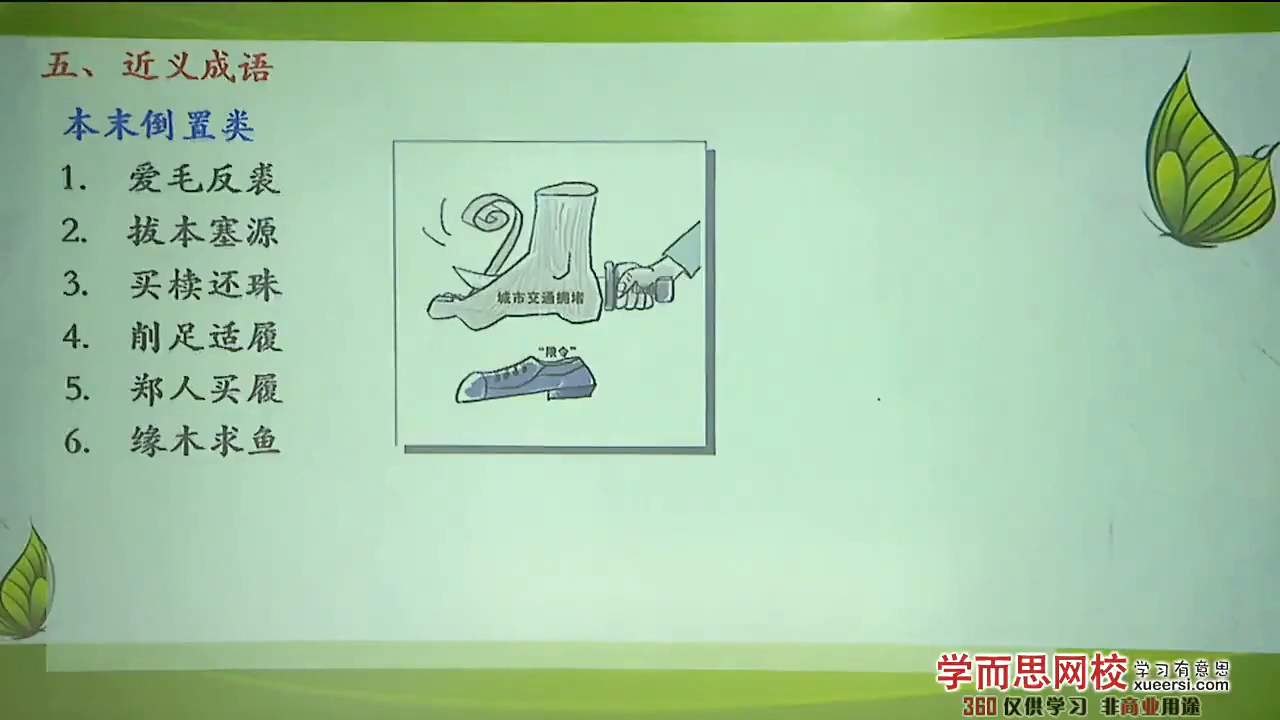 五、近义成语
本末倒置类
1. 爱毛反裘
2. 拔本塞源
3. 买椟还珠
4. 削足适履
5. 郑人买履
6. 缘木求鱼
城市交通拥堵
“限令”
学而思网校 学习有意思
xueersi.com
360 仅供学习 非商业用途